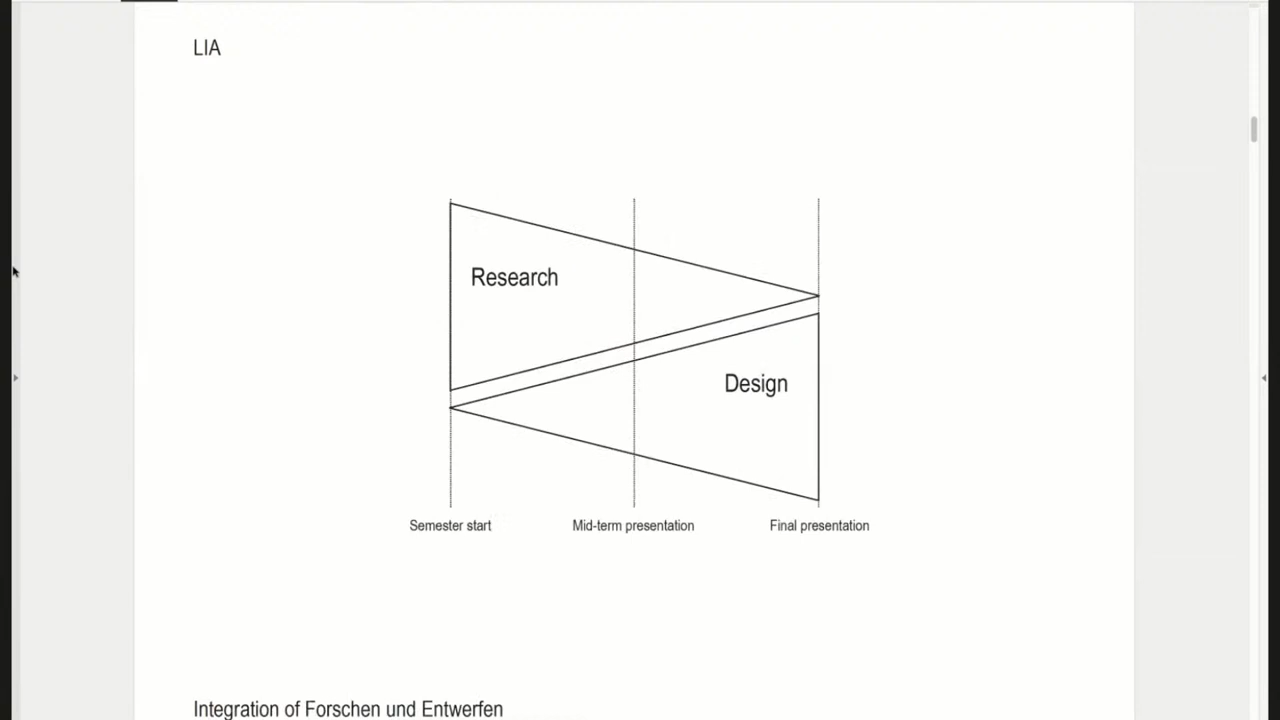 LIA
Research
Design
Semester start
Mid-term presentation
Final presentation
Integration of Forschen und Entwerfen